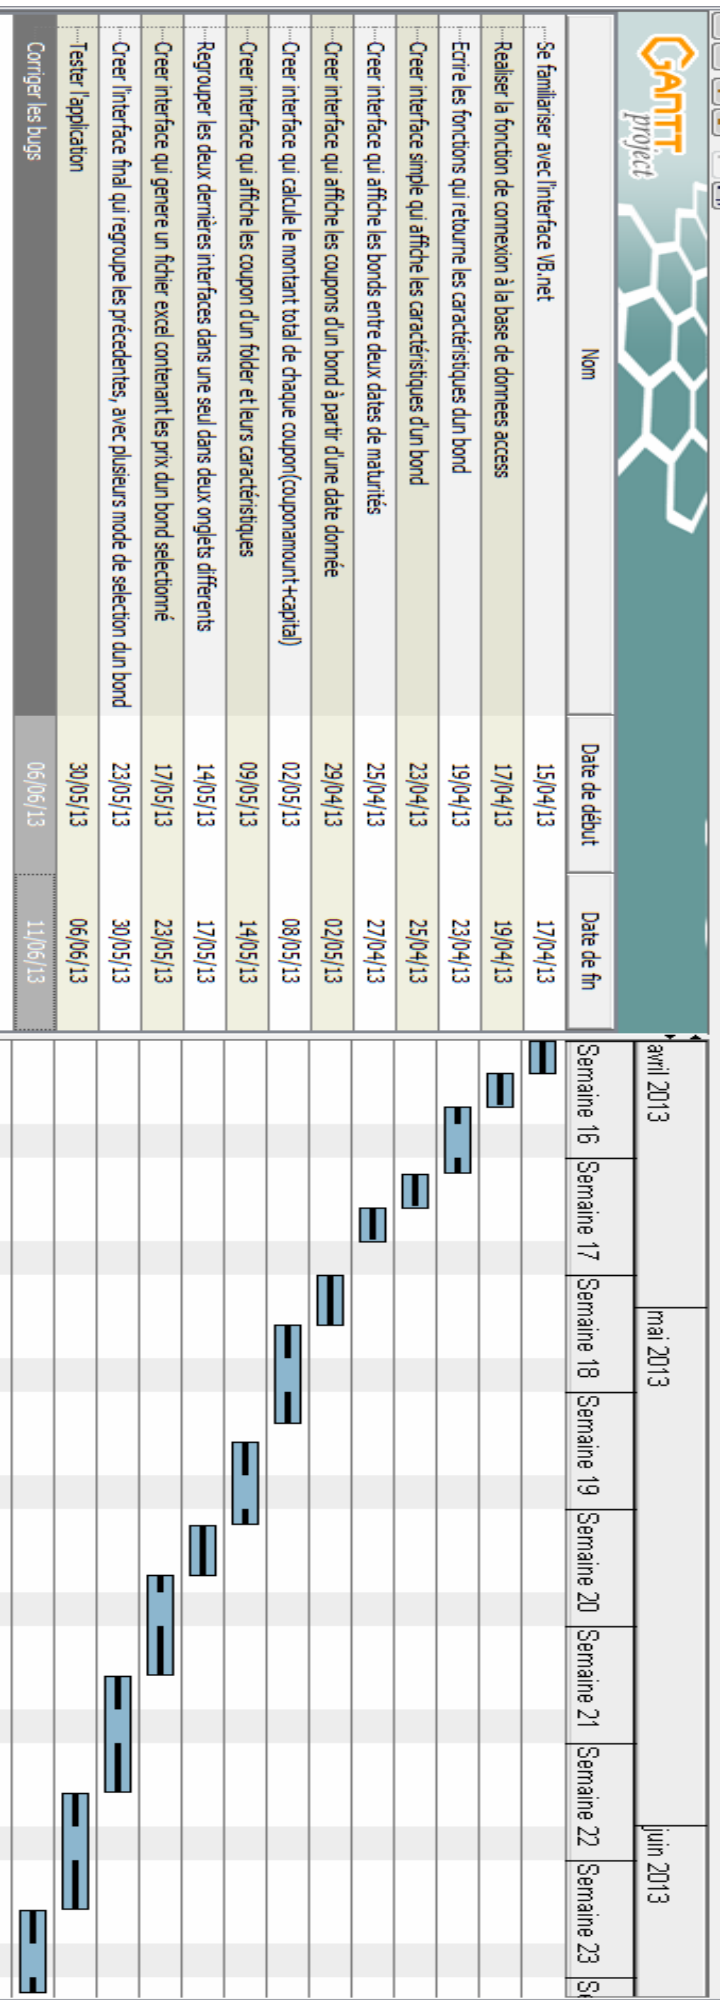 GANTT
project
Nom Date de début Date de fin
Se familiariser avec l'interface VB.net 15/04/13 17/04/13
Realiser la fonction de connexion à la base de donnees access 17/04/13 19/04/13
Ecrire les fonctions qui retourne les caractéristiques dun bond 19/04/13 23/04/13
Creer interface simple qui affiche les caractéristiques d'un bond 23/04/13 25/04/13
Creer interface qui affiche les bonds entre deux dates de maturités 25/04/13 27/04/13
Creer interface qui affiche les coupons d'un bond à partir d'une date donnée 29/04/13 02/05/13
Creer interface qui calcule le montant total de chaque coupon(couponamount+capital) 02/05/13 08/05/13
Creer interface qui affiche les coupon d'un folder et leurs caractéristiques 09/05/13 14/05/13
Regrouper les deux dernières interfaces dans une seul dans deux onglets differents 14/05/13 17/05/13
Creer interface qui genere un fichier excel contenant les prix dun bond selectionné 17/05/13 23/05/13
Creer l'interface final qui regroupe les précedentes, avec plusieurs mode de selection dun bond 23/05/13 30/05/13
Tester l'application 30/05/13 06/06/13
Corriger les bugs 06/06/13 11/06/13
avril 2013 mai 2013 juin 2013
Semaine 16 Semaine 17 Semaine 18 Semaine 19 Semaine 20 Semaine 21 Semaine 22 Semaine 23